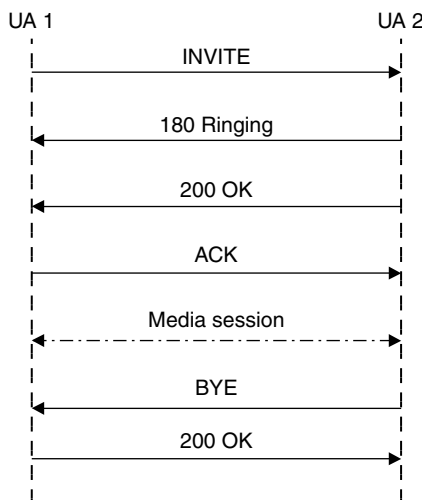 UA 1
UA 2
INVITE
180 Ringing
200 OK
ACK
Media session
BYE
200 OK